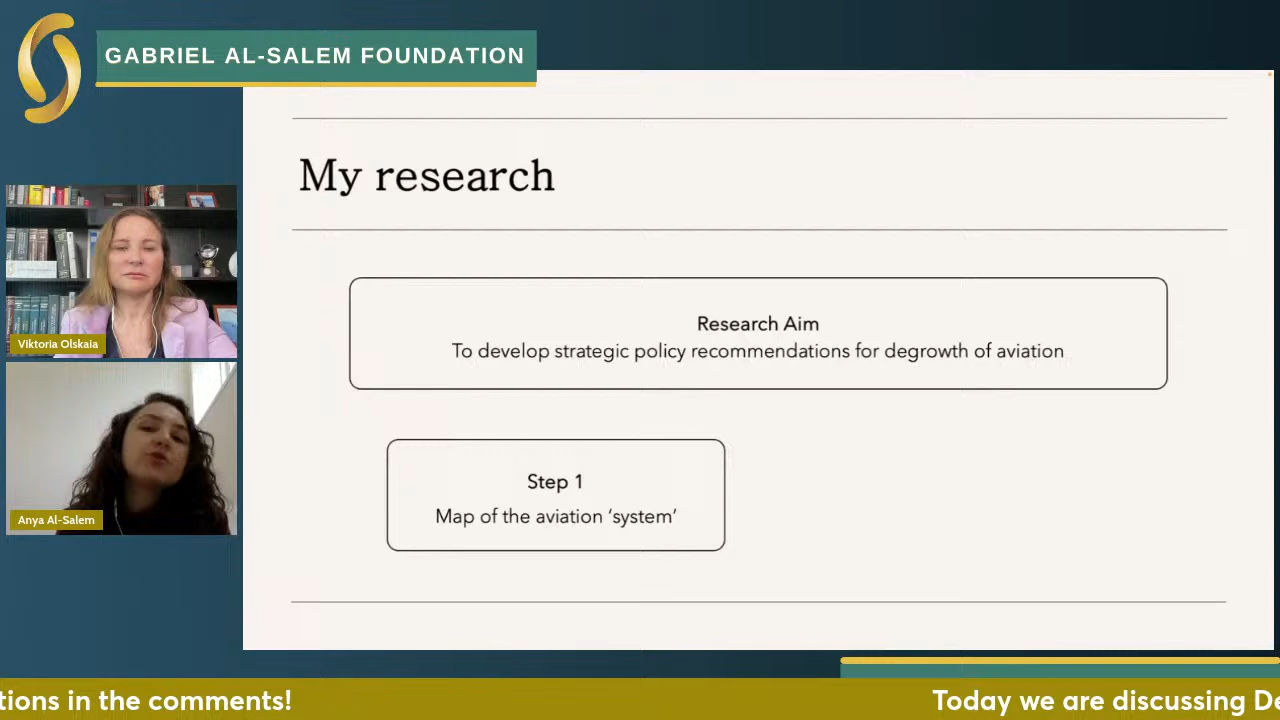 GABRIEL AL-SALEM FOUNDATION
My research
Research Aim
To develop strategic policy recommendations for degrowth of aviation
Step 1
Map of the aviation ‘system’
Viktoria Olskaia
Anya Al-Salem
tions in the comments!
Today we are discussing De